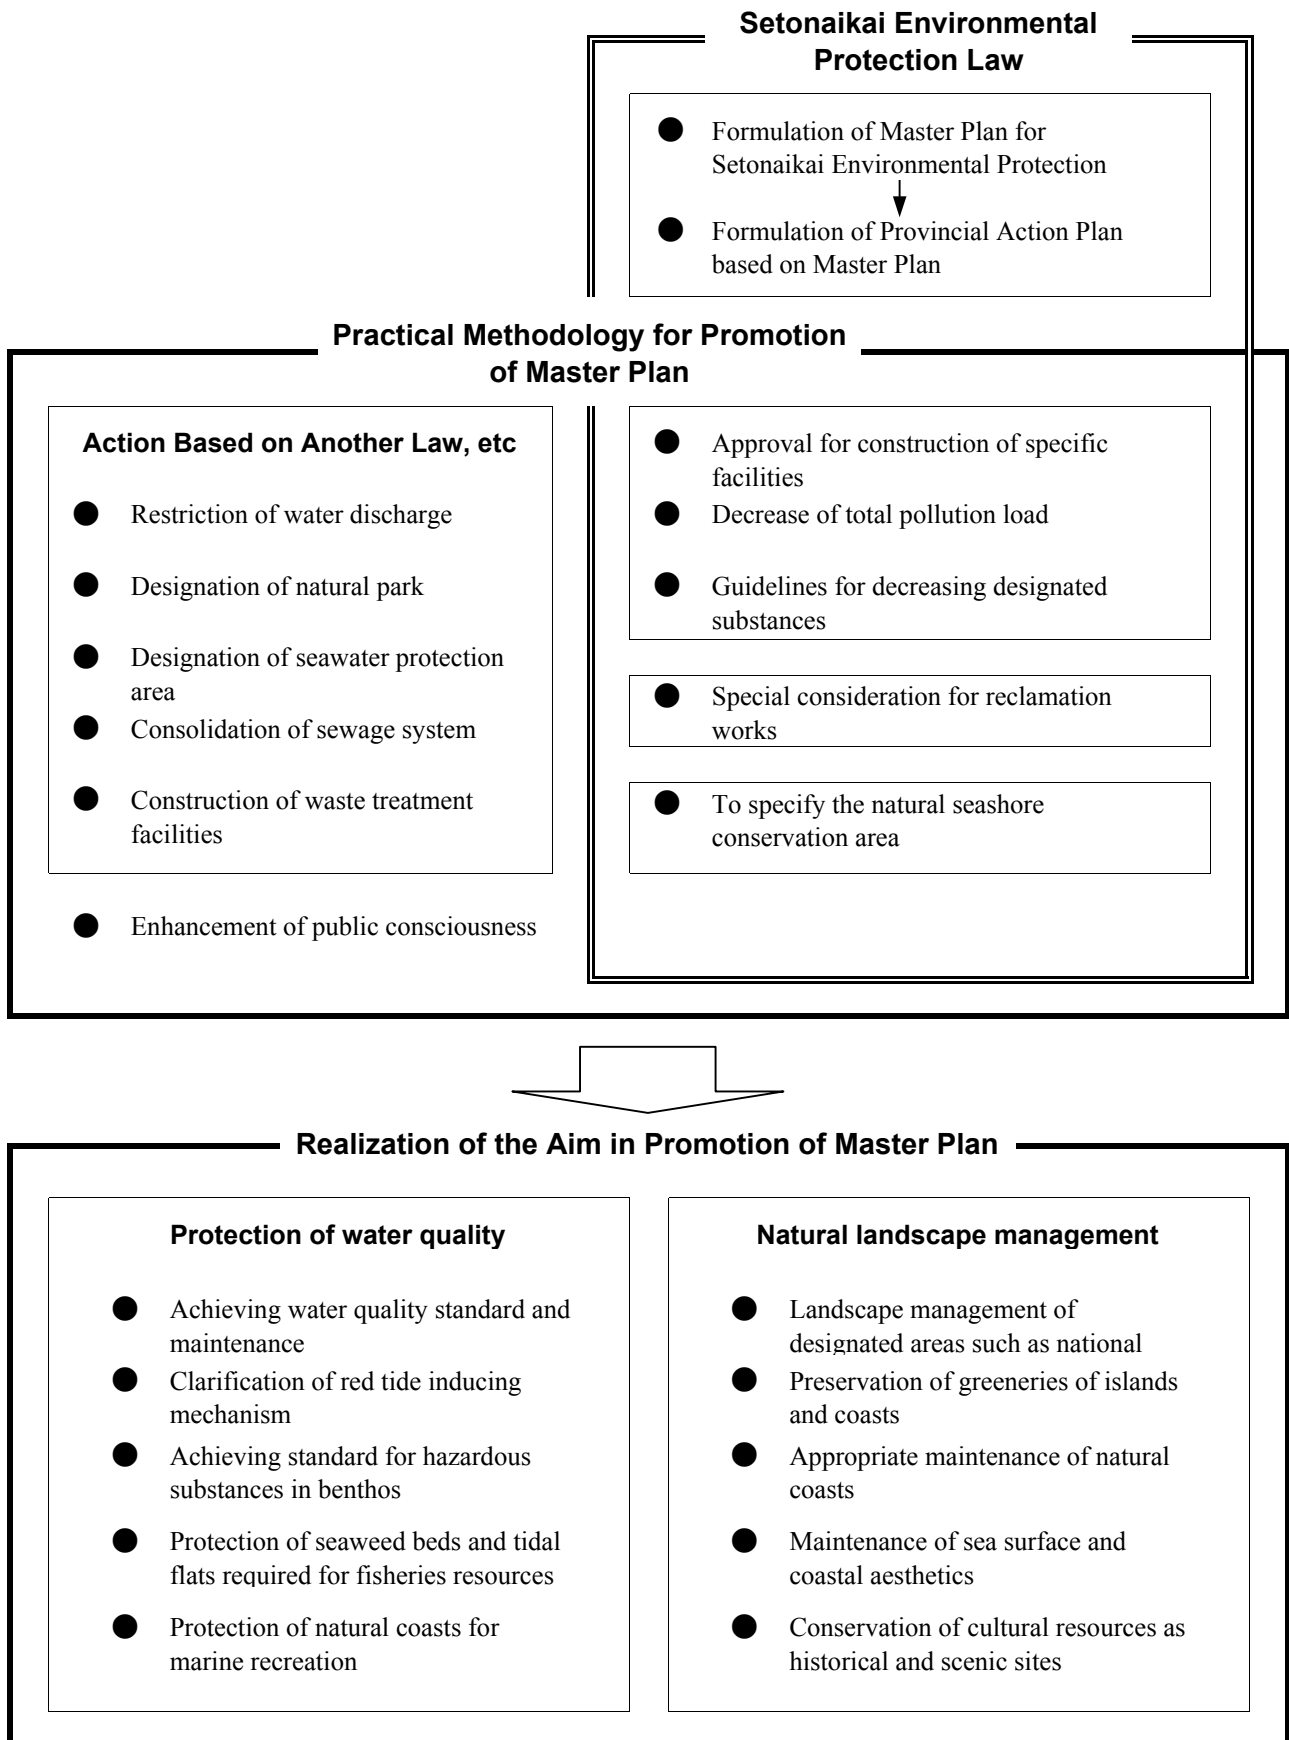 Setonaikai Environmental
Protection Law
● Formulation of Master Plan for
Setonaikai Environmental Protection
● Formulation of Provincial Action Plan
based on Master Plan
Practical Methodology for Promotion
of Master Plan
Action Based on Another Law, etc
● Restriction of water discharge
● Designation of natural park
● Designation of seawater protection
area
● Consolidation of sewage system
● Construction of waste treatment
facilities
● Enhancement of public consciousness
● Approval for construction of specific
facilities
● Decrease of total pollution load
● Guidelines for decreasing designated
substances
● Special consideration for reclamation
works
● To specify the natural seashore
conservation area
Realization of the Aim in Promotion of Master Plan
Protection of water quality
● Achieving water quality standard and
maintenance
● Clarification of red tide inducing
mechanism
● Achieving standard for hazardous
substances in benthos
● Protection of seaweed beds and tidal
flats required for fisheries resources
● Protection of natural coasts for
marine recreation
Natural landscape management
● Landscape management of
designated areas such as national
● Preservation of greeneries of islands
and coasts
● Appropriate maintenance of natural
coasts
● Maintenance of sea surface and
coastal aesthetics
● Conservation of cultural resources as
historical and scenic sites